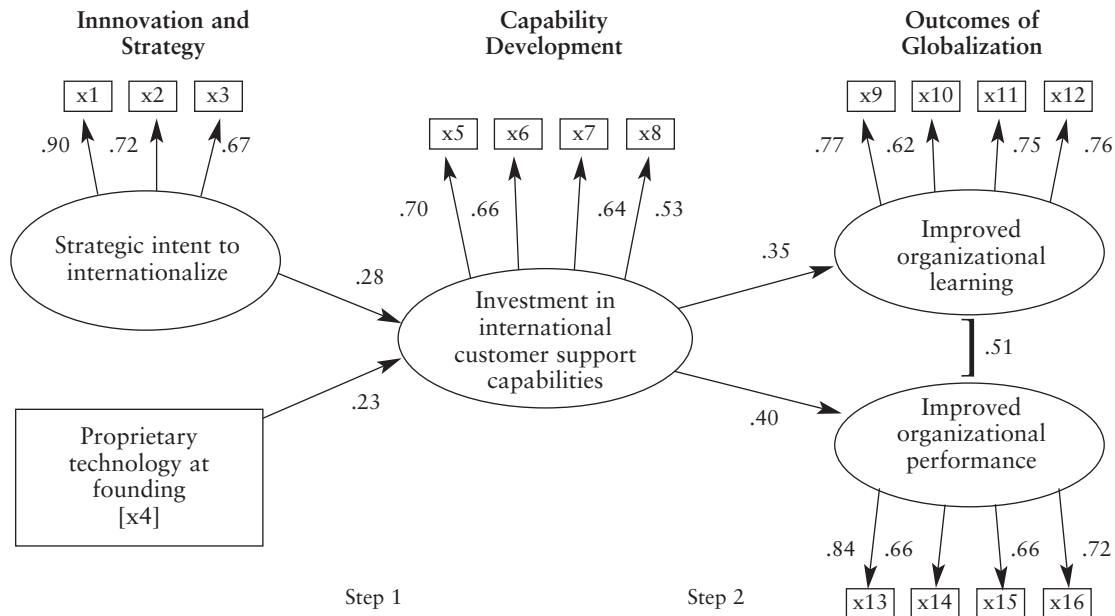 Innnovation and
Strategy
Capability
Development
Outcomes of
Globalization
x1
x2
x3
.90
.72
.67
Strategic intent to
internationalize
x5
x6
x7
x8
.70
.66
.64
.53
x9
x10
x11
x12
.77
.62
.75
.76
Improved
organizational
learning
.28
.35
Investment in
international
customer support
capabilities
.51
.23
.40
Proprietary
technology at
founding
[x4]
Improved
organizational
performance
.84
.66
.66
.72
x13
x14
x15
x16
Step 1
Step 2